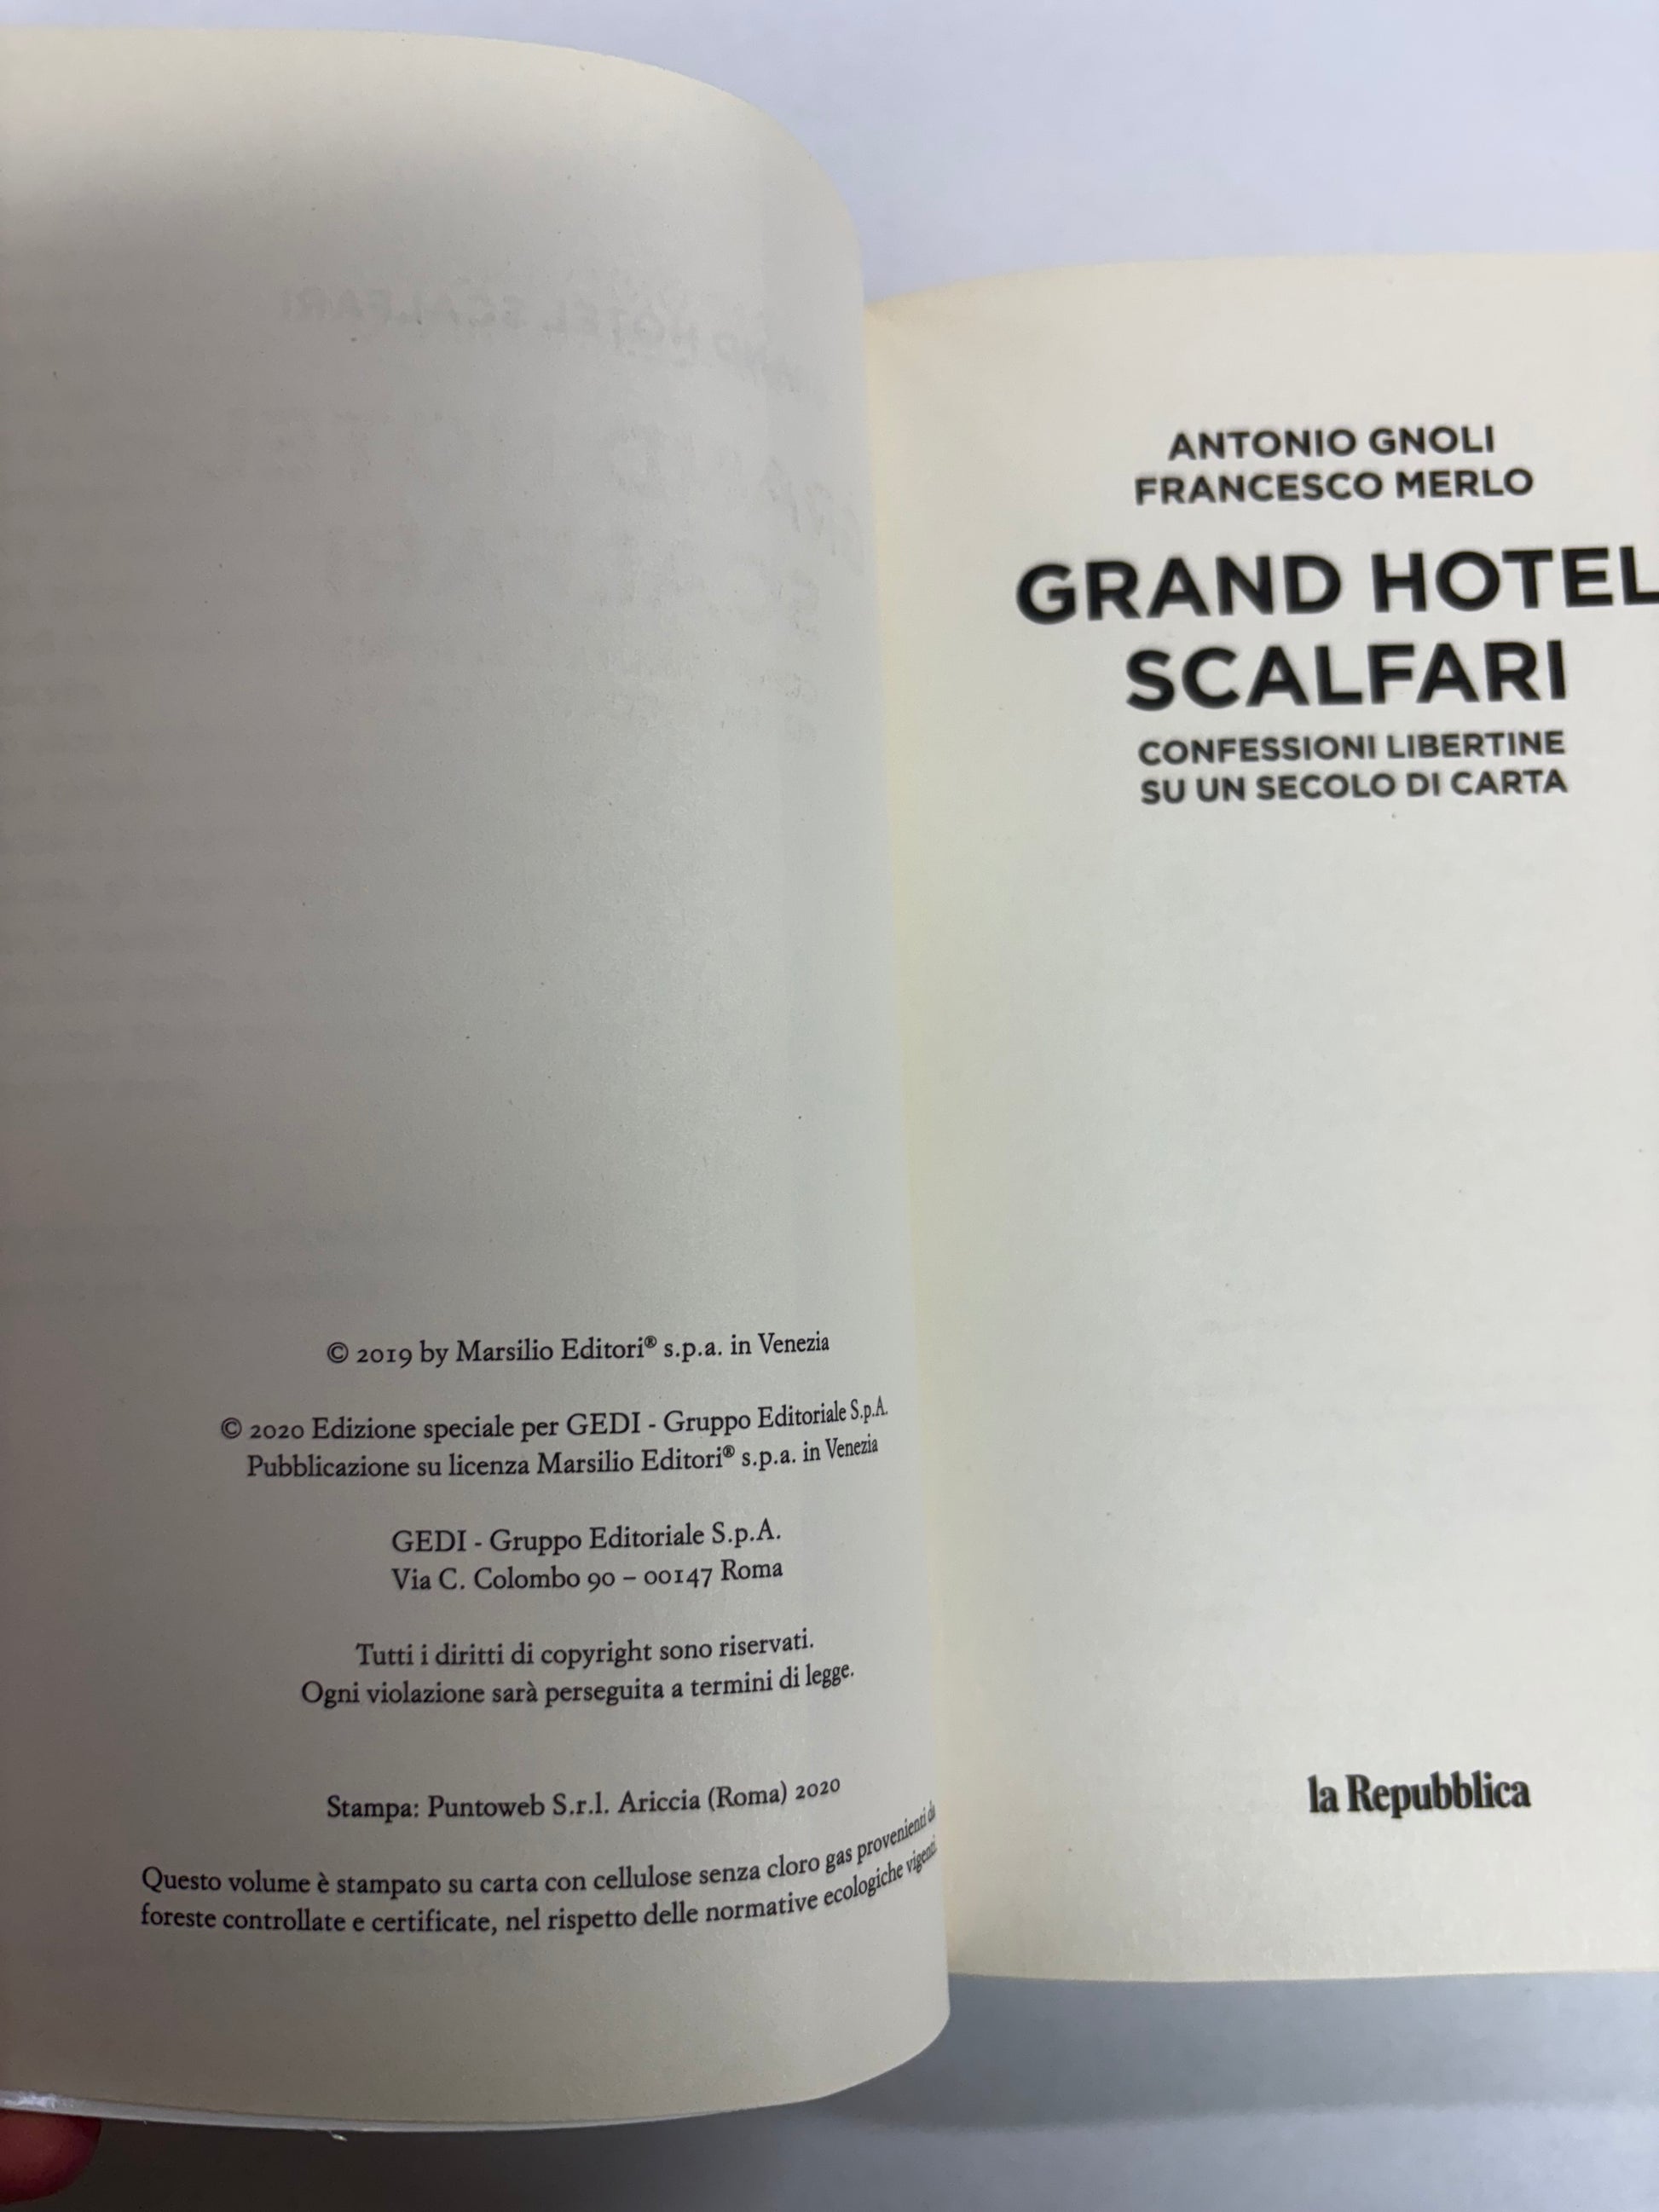 © 2019 by Marsilio Editori® s.p.a. in Venezia
© 2020 Edizione speciale per GEDI - Gruppo Editoriale S.p.A.
Pubblicazione su licenza Marsilio Editori® s.p.a. in Venezia
GEDI - Gruppo Editoriale S.p.A.
Via C. Colombo 90 – 00147 Roma
Tutti i diritti di copyright sono riservati.
Ogni violazione sarà perseguita a termini di legge.
Stampa: Puntoweb S.r.l. Ariccia (Roma) 2020
Questo volume è stampato su carta con cellulose senza cloro gas provenienti da
foreste controllate e certificate, nel rispetto delle normative ecologiche vigenti.
ANTONIO GNOLI
FRANCESCO MERLO
GRAND HOTEL
SCALFARI
CONFESSIONI LIBERTINE
SU UN SECOLO DI CARTA
la Repubblica